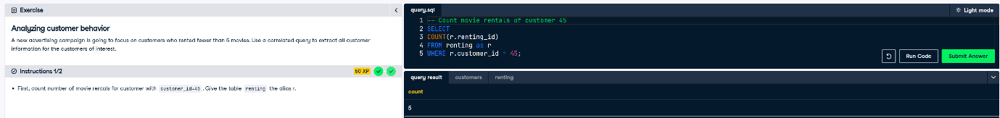 Exercise
Analyzing customer behavior
A new advertising campaign is going to focus on customers who rented fewer than 5 movies. Use a correlated query to extract all customer
information for the customers of interest.
Instructions 1/2
50 XP
• First, count number of movie rentals for customer with customer_id=45 . Give the table renting the alias r.
query.sql
Light mode
1 -- Count movie rentals of customer 45
2 SELECT
3 COUNT(r.renting_id)
4 FROM renting as r
5 WHERE r.customer_id = 45;
Run Code
Submit Answer
query result
customers
renting
count
5